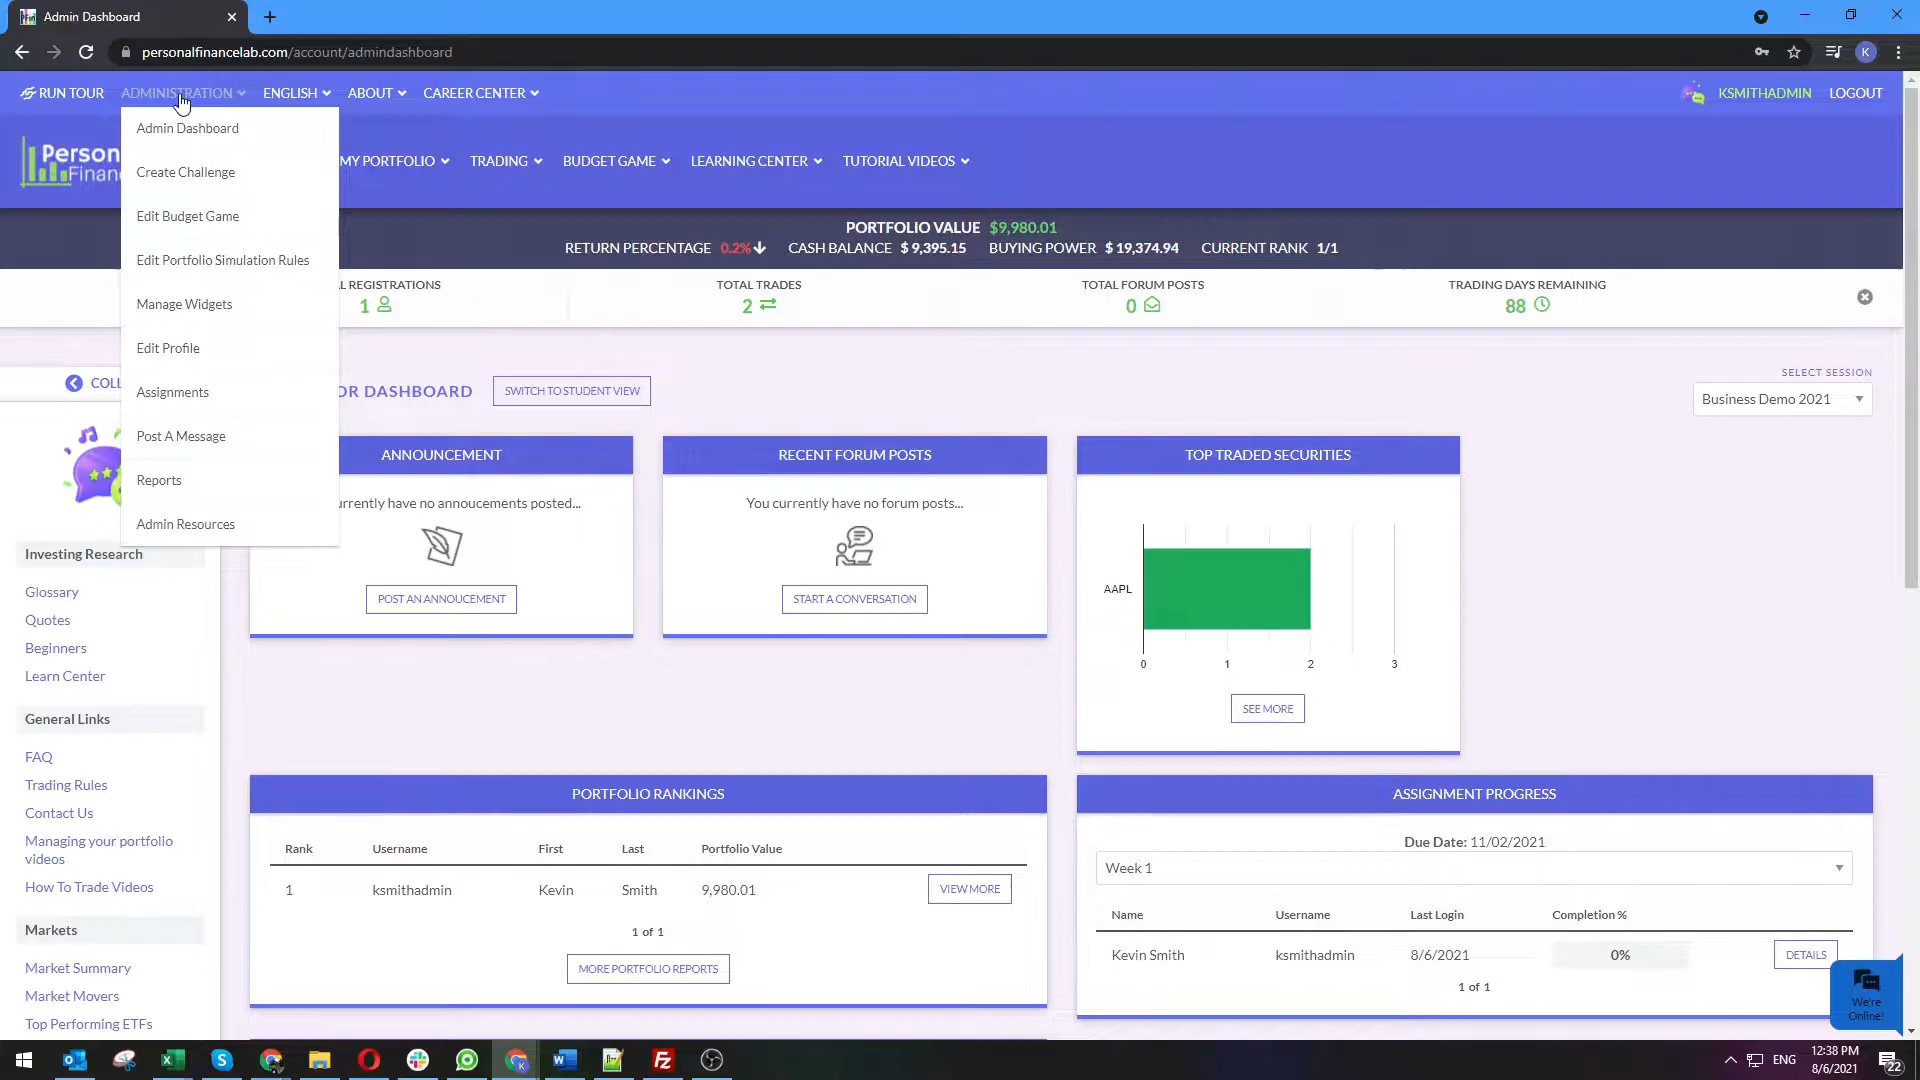 Admin Dashboard
personalfinancelab.com/account/admindashboard
K
RUN TOUR
ADMINISTRATION
ENGLISH
ABOUT
CAREER CENTER
KSMITHADMIN
LOGOUT
Admin Dashboard
Create Challenge
Edit Budget Game
Edit Portfolio Simulation Rules
Manage Widgets
Edit Profile
Assignments
Post A Message
Reports
Admin Resources
Person
Finan
MY PORTFOLIO
TRADING
BUDGET GAME
LEARNING CENTER
TUTORIAL VIDEOS
PORTFOLIO VALUE $9,980.01
RETURN PERCENTAGE 0.2% CASH BALANCE $ 9,395.15 BUYING POWER $ 19,374.94 CURRENT RANK 1/1
L REGISTRATIONS
1
TOTAL TRADES
2
TOTAL FORUM POSTS
0
TRADING DAYS REMAINING
88
COLL
OR DASHBOARD
SWITCH TO STUDENT VIEW
SELECT SESSION
Business Demo 2021
ANNOUNCEMENT
urrently have no annoucements posted...
POST AN ANNOUCEMENT
RECENT FORUM POSTS
You currently have no forum posts...
START A CONVERSATION
TOP TRADED SECURITIES
AAPL
0 1 2 3
SEE MORE
Investing Research
Glossary
Quotes
Beginners
Learn Center
General Links
FAQ
Trading Rules
Contact Us
Managing your portfolio
videos
How To Trade Videos
Markets
Market Summary
Market Movers
Top Performing ETFs
PORTFOLIO RANKINGS
Rank Username First Last Portfolio Value
1 ksmithadmin Kevin Smith 9,980.01 VIEW MORE
1 of 1
MORE PORTFOLIO REPORTS
ASSIGNMENT PROGRESS
Due Date: 11/02/2021
Week 1
Name Username Last Login Completion %
Kevin Smith ksmithadmin 8/6/2021 0% DETAILS
1 of 1
We're
Online!
ENG
12:38 PM
8/6/2021
22